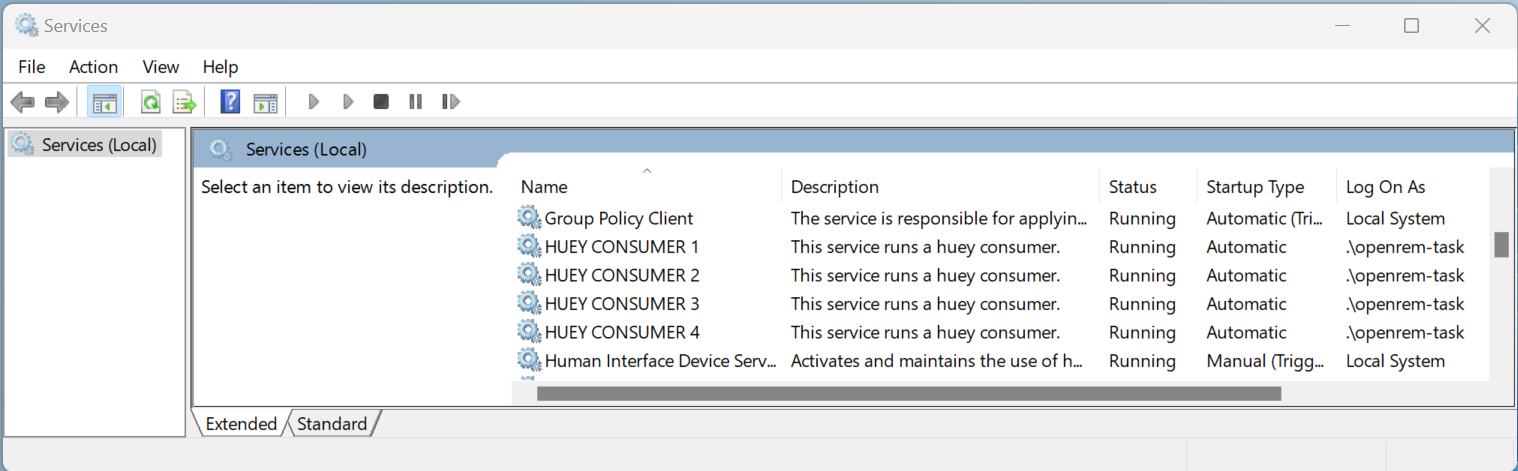 Services
File Action View Help
Services (Local)
Services (Local)
Select an item to view its description.
Name Description Status Startup Type Log On As
Group Policy Client The service is responsible for applyin... Running Automatic (Tri... Local System
HUEY CONSUMER 1 This service runs a huey consumer. Running Automatic .\openrem-task
HUEY CONSUMER 2 This service runs a huey consumer. Running Automatic .\openrem-task
HUEY CONSUMER 3 This service runs a huey consumer. Running Automatic .\openrem-task
HUEY CONSUMER 4 This service runs a huey consumer. Running Automatic .\openrem-task
Human Interface Device Serv... Activates and maintains the use of h... Running Manual (Trigg... Local System
Extended Standard